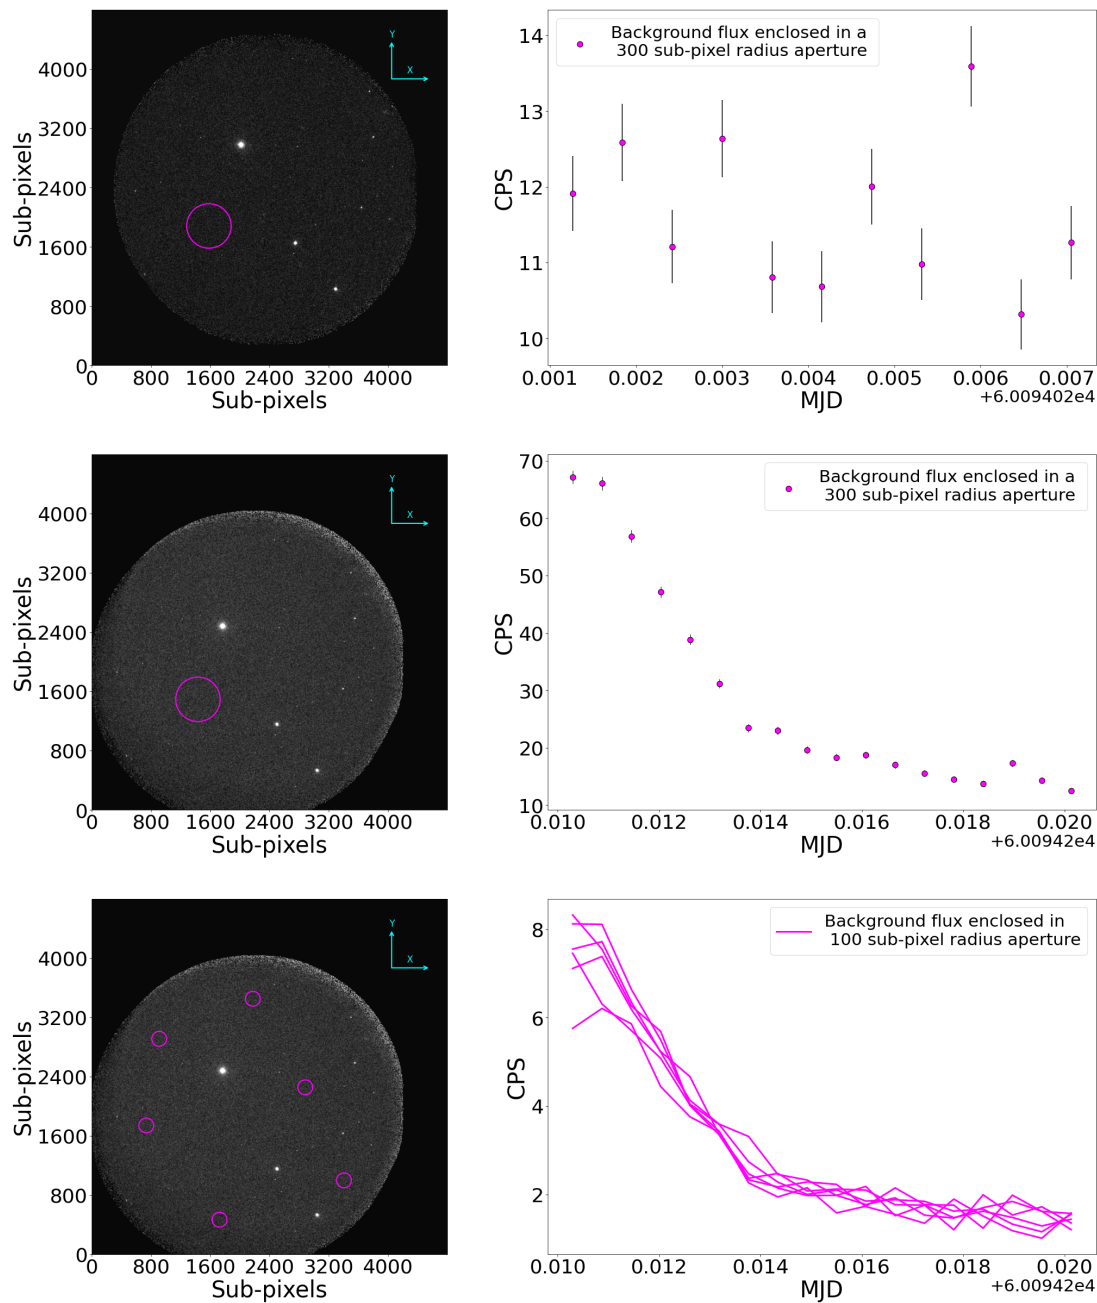 Y
X
4000
3200
2400
1600
800
0
0 800 1600 2400 3200 4000
Sub-pixels
Sub-pixels
Background flux enclosed in a
300 sub-pixel radius aperture
14
13
12
11
10
CPS
0.001 0.002 0.003 0.004 0.005 0.006 0.007
MJD
+6.009402e4
Y
X
4000
3200
2400
1600
800
0
0 800 1600 2400 3200 4000
Sub-pixels
Sub-pixels
Background flux enclosed in a
300 sub-pixel radius aperture
70
60
50
40
30
20
10
CPS
0.010 0.012 0.014 0.016 0.018 0.020
MJD
+6.00942e4
Y
X
4000
3200
2400
1600
800
0
0 800 1600 2400 3200 4000
Sub-pixels
Sub-pixels
Background flux enclosed in
100 sub-pixel radius aperture
8
6
4
2
CPS
0.010 0.012 0.014 0.016 0.018 0.020
MJD
+6.00942e4